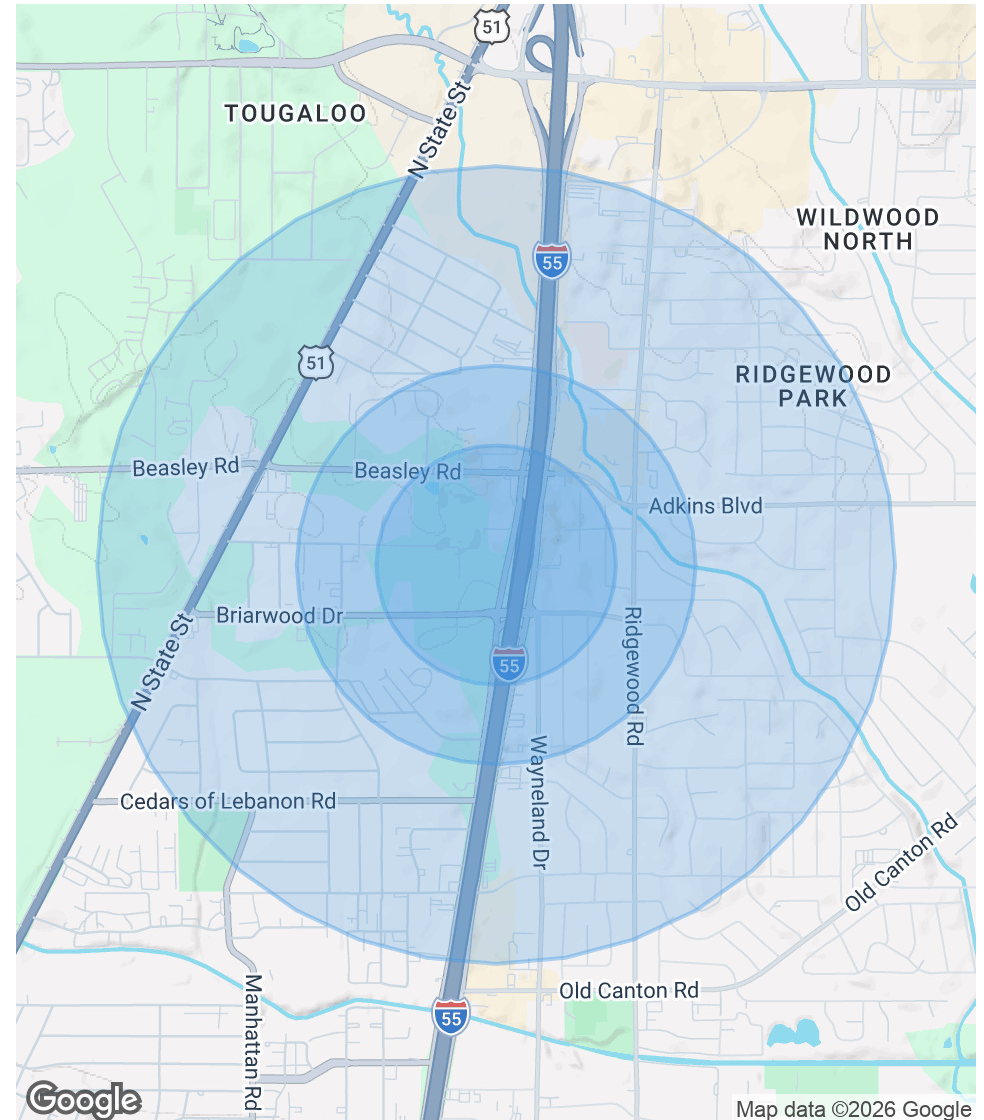 51
TOUGALOO
N State St
WILDWOOD
NORTH
55
51
RIDGEWOOD
PARK
Beasley Rd
Beasley Rd
Adkins Blvd
Briarwood Dr
Ridgewood Rd
N State St
55
Wayneland Dr
Cedars of Lebanon Rd
Old Canton Rd
Manhattan Rd
Old Canton Rd
55
Google
Map data ©2026 Google